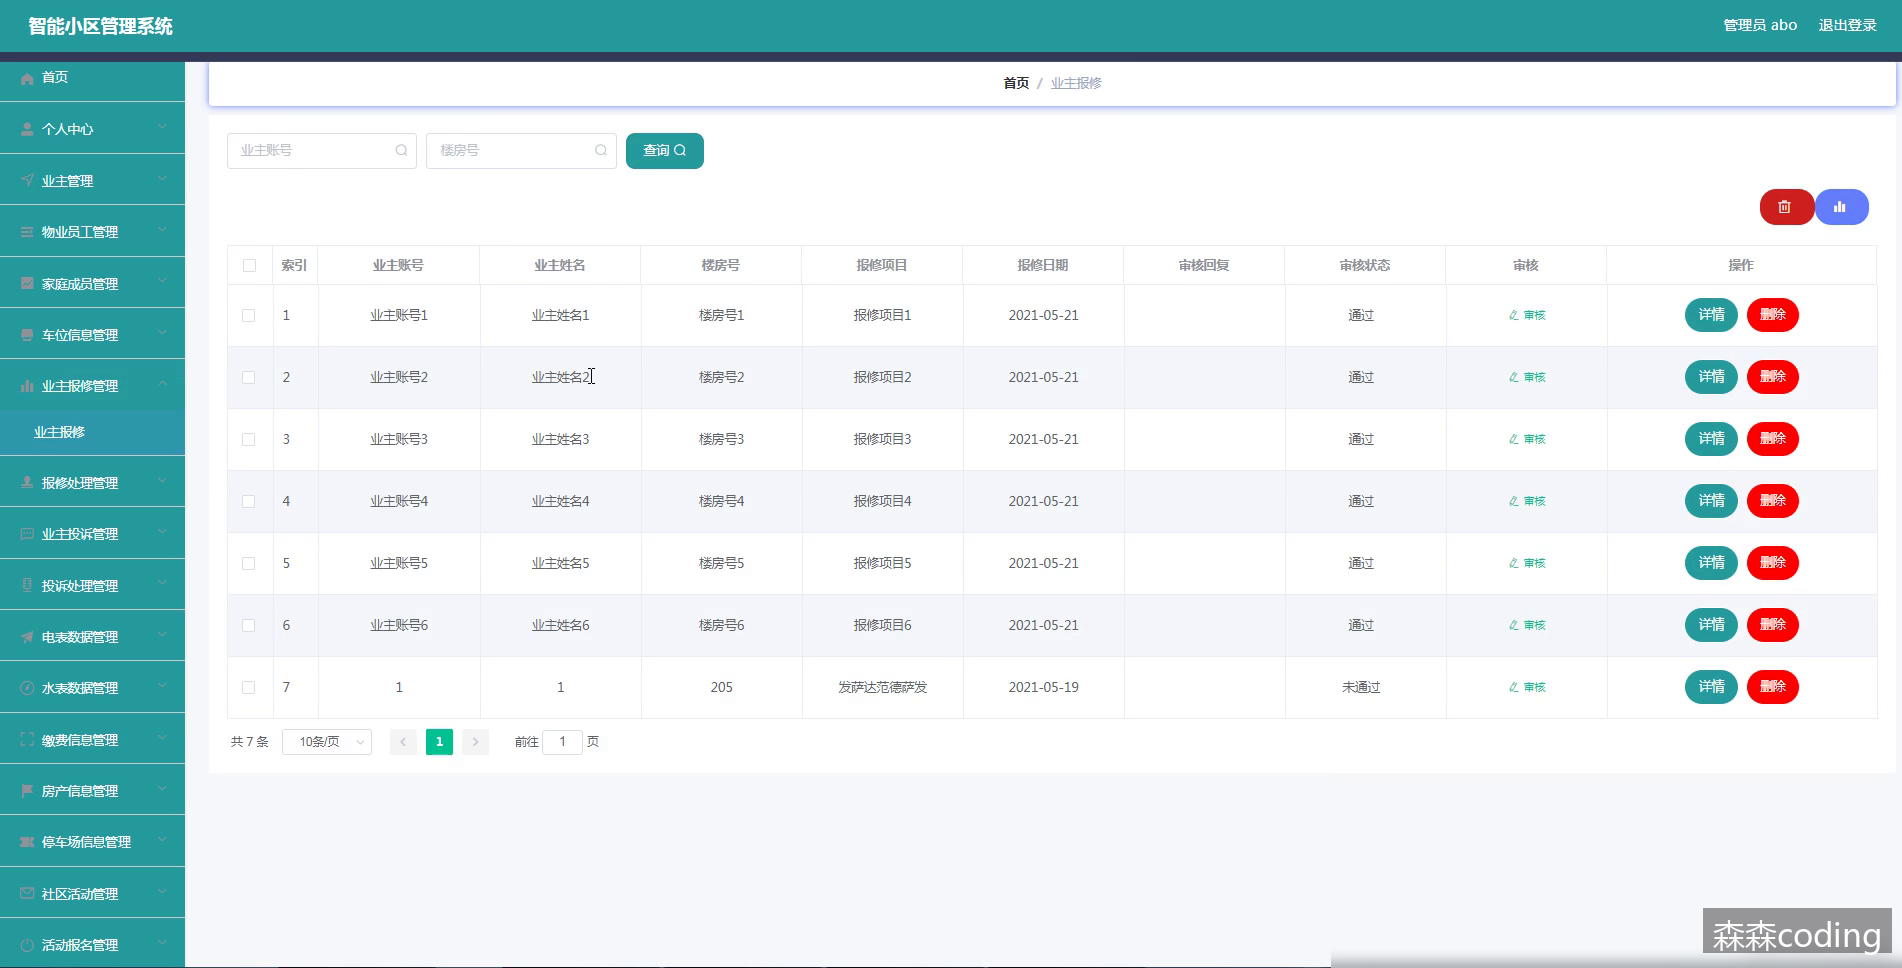 智能小区管理系统
管理员 abo 退出登录
首页
个人中心
业主管理
物业员工管理
家庭成员管理
车位信息管理
业主报修管理
业主报修
报修处理管理
业主投诉管理
投诉处理管理
电表数据管理
水表数据管理
缴费信息管理
房产信息管理
停车场信息管理
社区活动管理
活动报名管理
首页 / 业主报修
业主账号 楼房号 查询
索引 业主账号 业主姓名 楼房号 报修项目 报修日期 审核回复 审核状态 审核 操作
1 业主账号1 业主姓名1 楼房号1 报修项目1 2021-05-21 通过 审核 详情 删除
2 业主账号2 业主姓名2 楼房号2 报修项目2 2021-05-21 通过 审核 详情 删除
3 业主账号3 业主姓名3 楼房号3 报修项目3 2021-05-21 通过 审核 详情 删除
4 业主账号4 业主姓名4 楼房号4 报修项目4 2021-05-21 通过 审核 详情 删除
5 业主账号5 业主姓名5 楼房号5 报修项目5 2021-05-21 通过 审核 详情 删除
6 业主账号6 业主姓名6 楼房号6 报修项目6 2021-05-21 通过 审核 详情 删除
7 1 1 205 发萨达范德萨发 2021-05-19 未通过 审核 详情 删除
共 7 条 10条/页 1 前往 1 页
森森coding